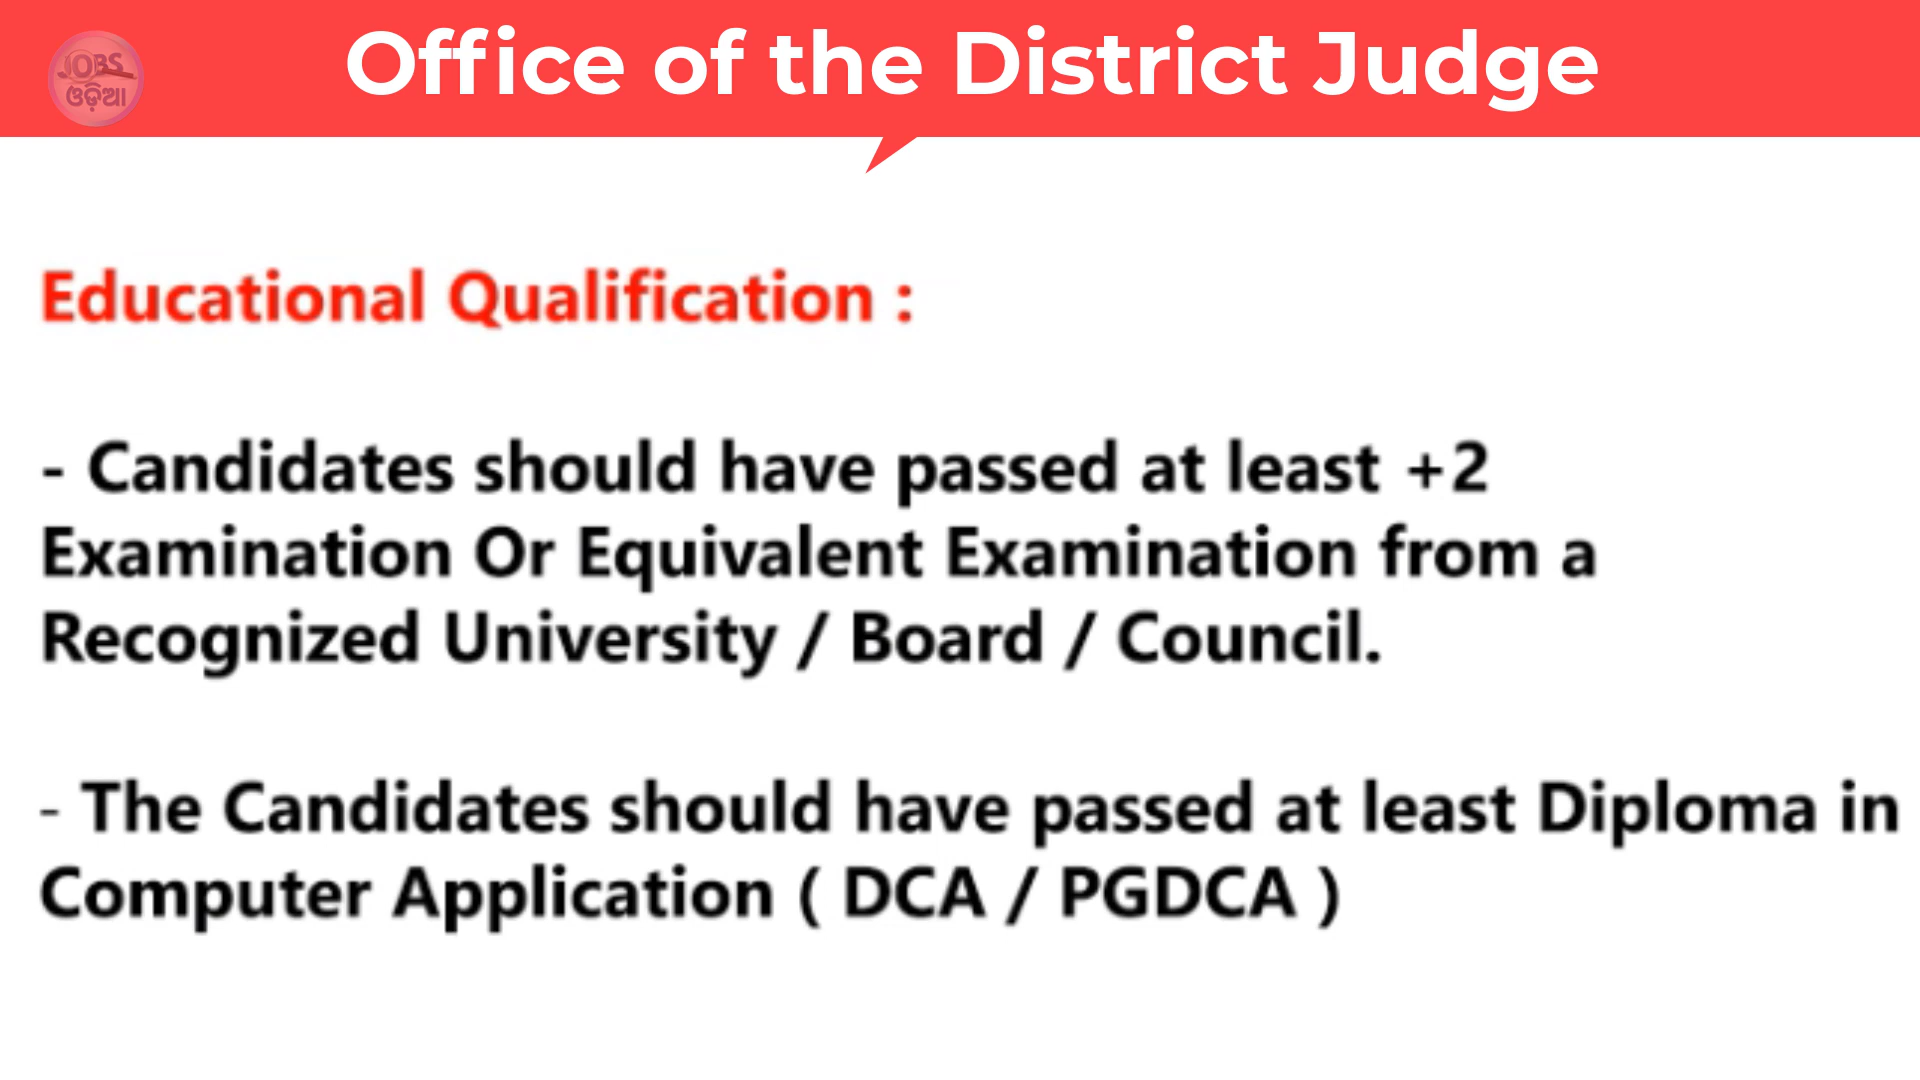 JOBS
ଓଡ଼ିଆ
Office of the District Judge
Educational Qualification :
- Candidates should have passed at least +2
Examination Or Equivalent Examination from a
Recognized University / Board / Council.
- The Candidates should have passed at least Diploma in
Computer Application ( DCA / PGDCA )